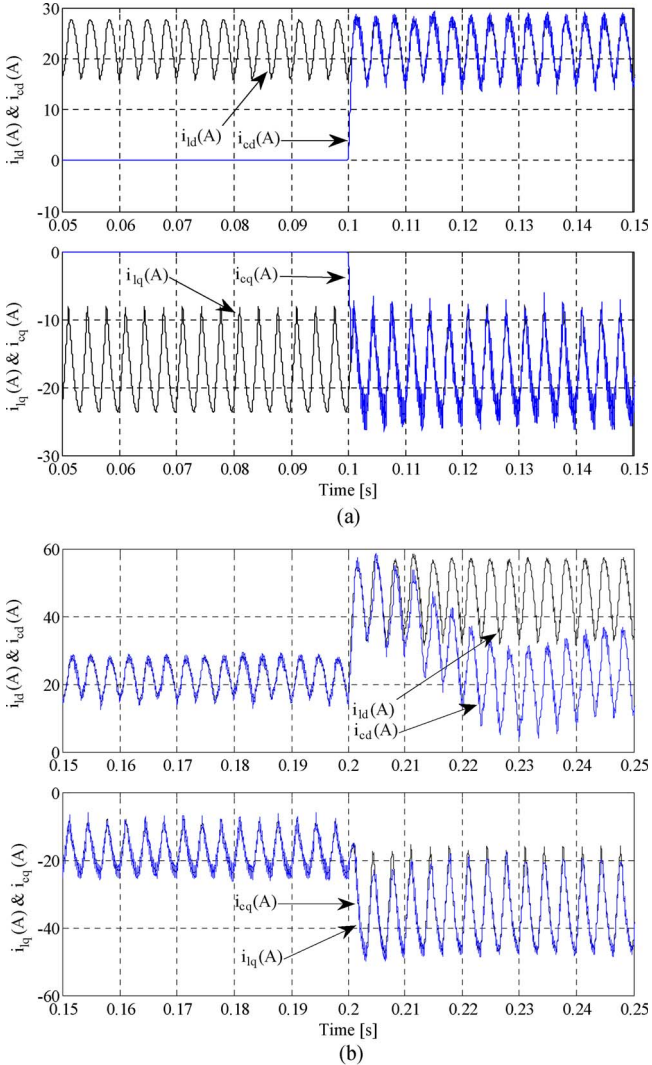 30
20
10
0
-10
i_ld(A) & i_cd(A)
i_ld(A)
i_cd(A)
0.05 0.06 0.07 0.08 0.09 0.1 0.11 0.12 0.13 0.14 0.15
0
-10
-20
-30
i_lq(A) & i_cq(A)
i_lq(A)
i_cq(A)
0.05 0.06 0.07 0.08 0.09 0.1 0.11 0.12 0.13 0.14 0.15
Time [s]
(a)
60
40
20
0
i_ld(A) & i_cd(A)
i_ld(A)
i_cd(A)
0.15 0.16 0.17 0.18 0.19 0.2 0.21 0.22 0.23 0.24 0.25
0
-20
-40
-60
i_lq(A) & i_cq(A)
i_cq(A)
i_lq(A)
0.15 0.16 0.17 0.18 0.19 0.2 0.21 0.22 0.23 0.24 0.25
Time [s]
(b)